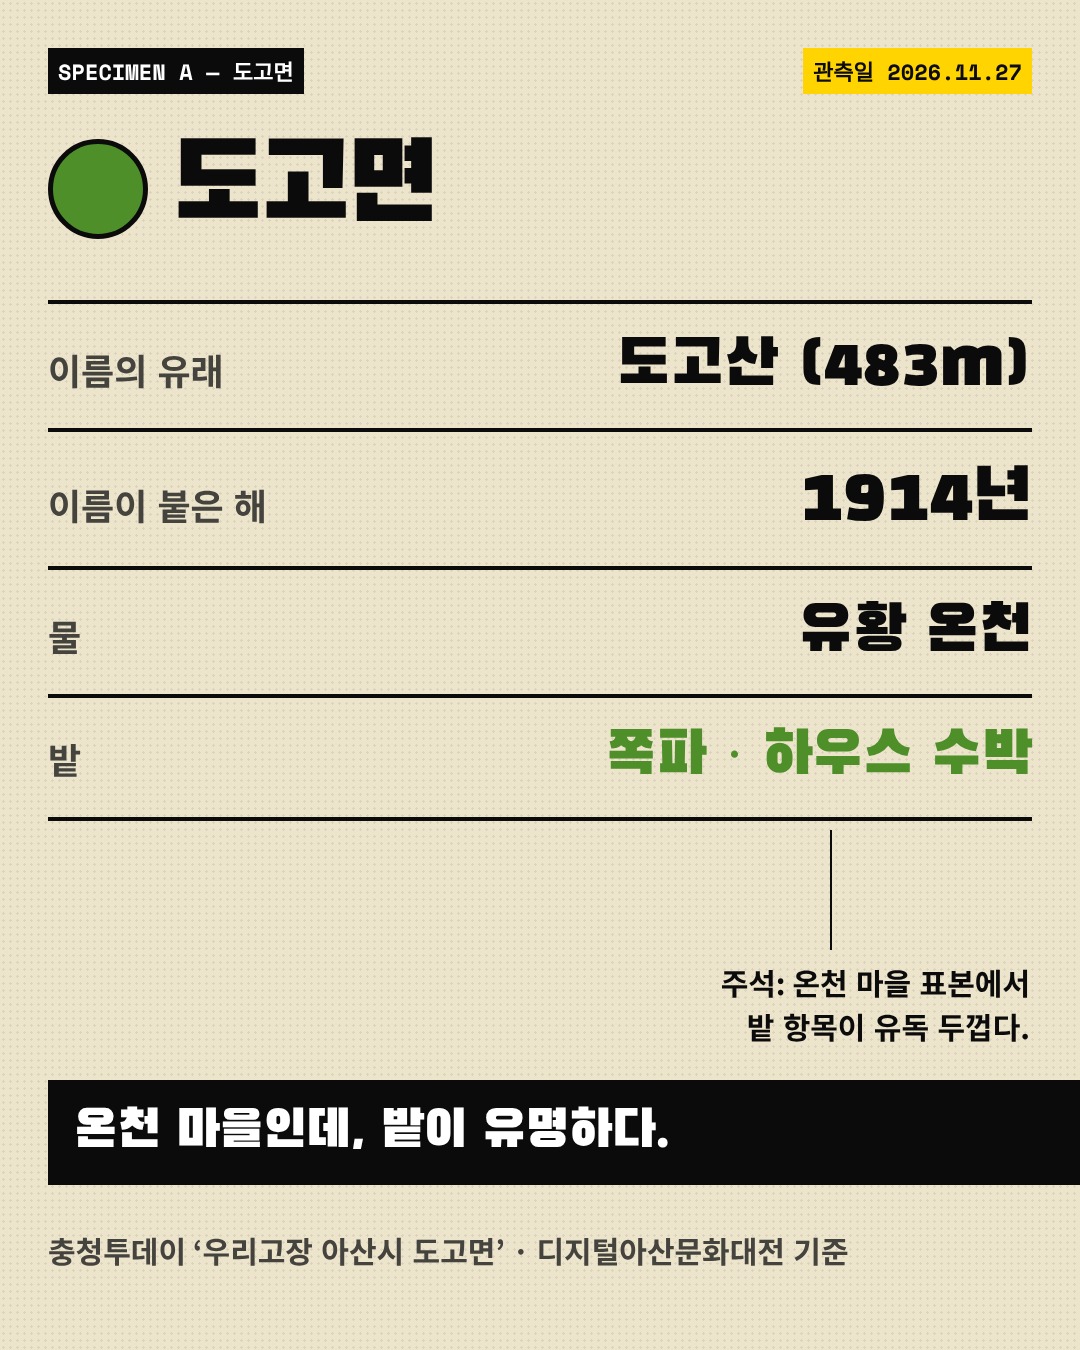 SPECIMEN A — 도고면
관측일 2026.11.27
도고면
이름의 유래
도고산 (483m)
이름이 붙은 해
1914년
물
유황 온천
밭
쪽파 · 하우스 수박
주석: 온천 마을 표본에서
밭 항목이 유독 두껍다.
온천 마을인데, 밭이 유명하다.
충청투데이 ‘우리고장 아산시 도고면’ · 디지털아산문화대전 기준